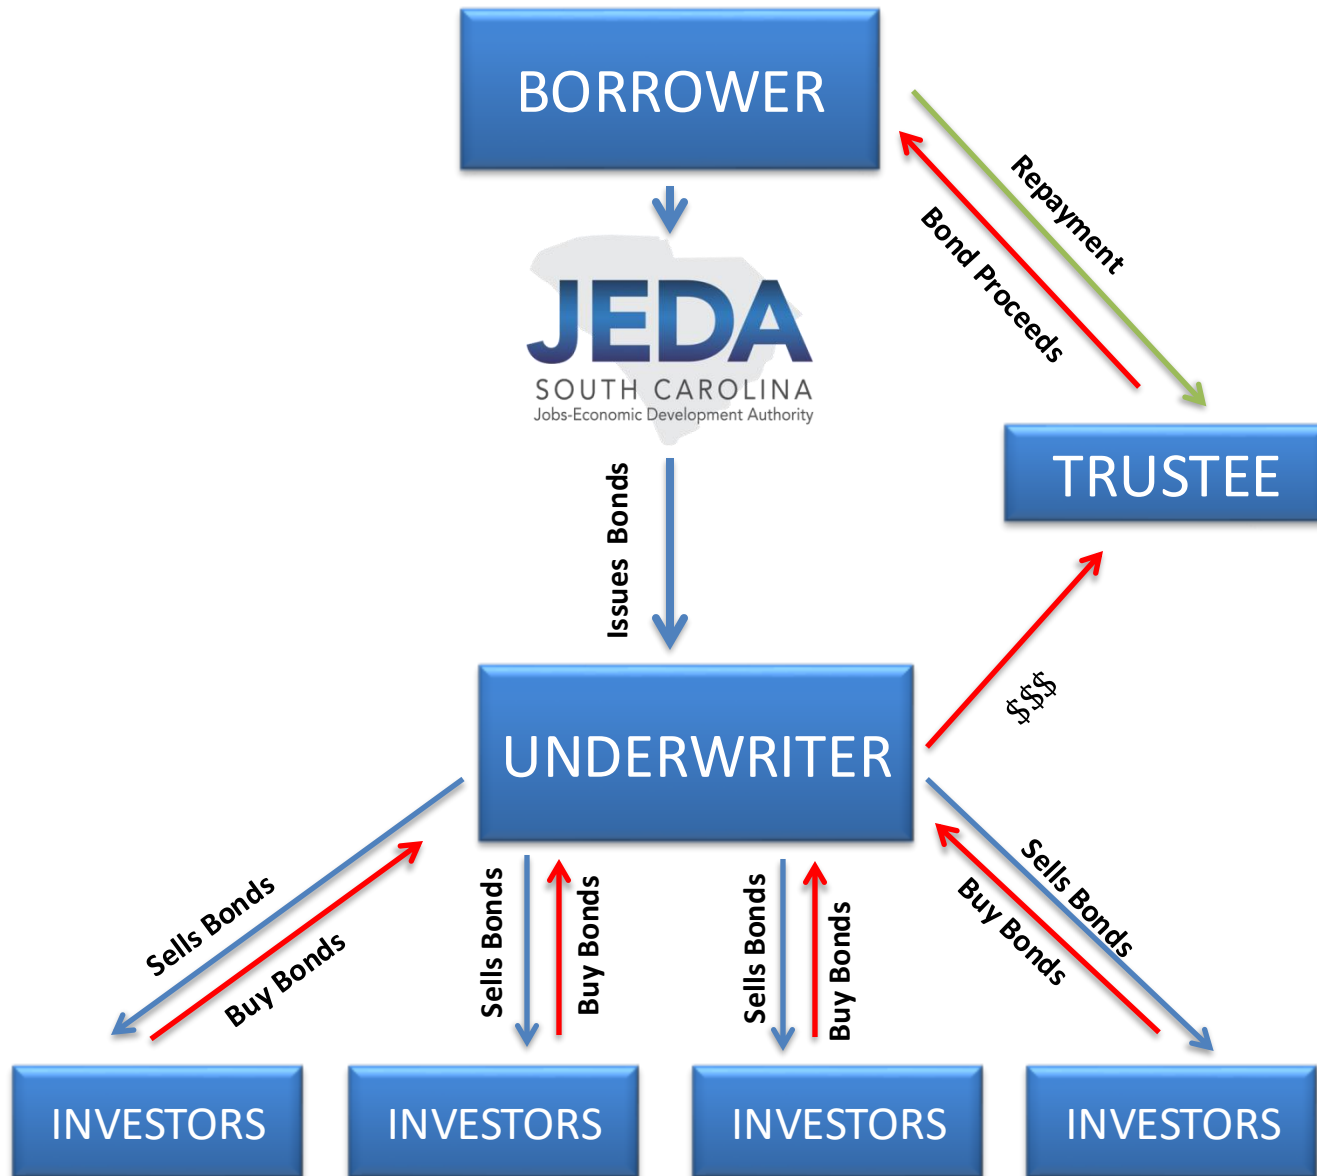 BORROWER
Repayment
Bond Proceeds
JEDA
SOUTH CAROLINA
Jobs-Economic Development Authority
TRUSTEE
Issues Bonds
$$$
UNDERWRITER
Sells Bonds
Buy Bonds
Sells Bonds
Buy Bonds
Sells Bonds
Buy Bonds
Sells Bonds
Buy Bonds
INVESTORS
INVESTORS
INVESTORS
INVESTORS